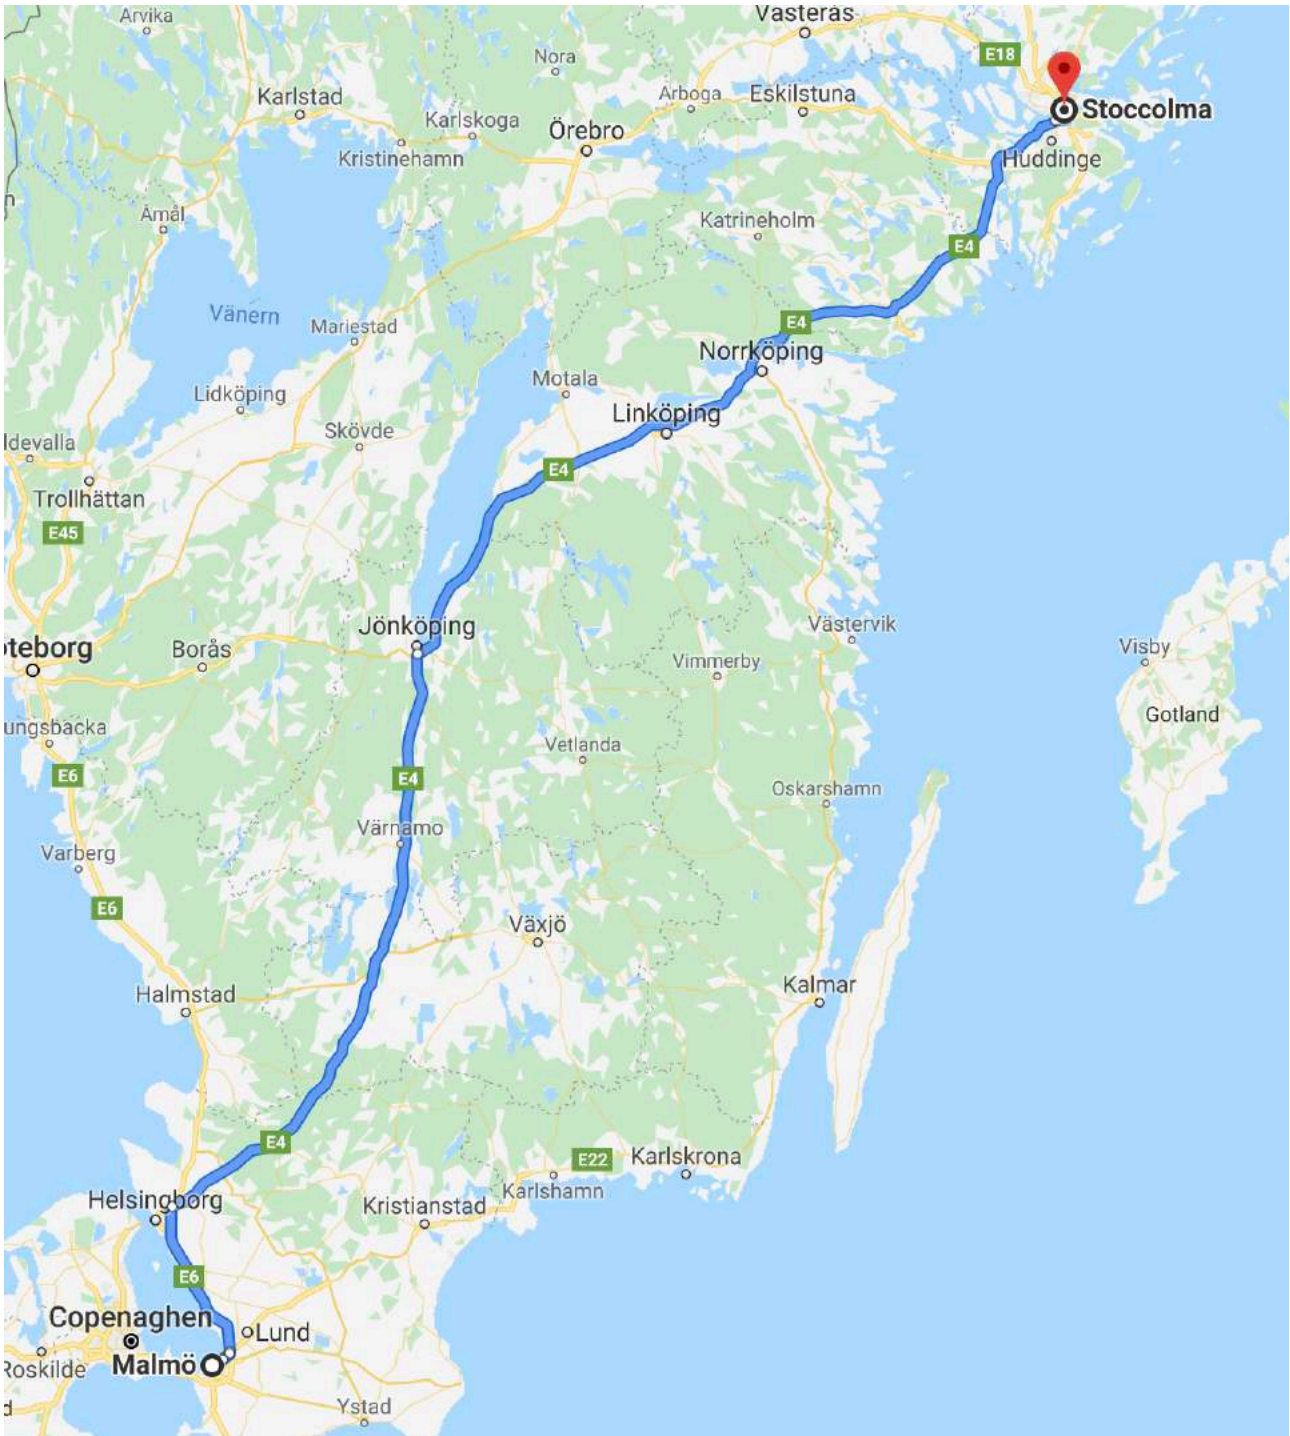 Arvika
Västerås
Nora
E18
Karlstad
Arboga
Eskilstuna
Stoccolma
Karlskoga
Örebro
Kristinehamn
Huddinge
n
Åmål
Katrineholm
E4
Vänern
Mariestad
E4
Norrköping
Motala
Lidköping
Linköping
Skövde
ldevalla
E4
Trollhättan
E45
Jönköping
Västervik
teborg
Borås
Visby
Vimmerby
Gotland
ungsbacka
Vetlanda
E6
E4
Oskarshamn
Värnamo
Varberg
E6
Växjö
Kalmar
Halmstad
E4
E22
Karlskrona
Karlshamn
Helsingborg
Kristianstad
E6
Copenaghen
Lund
Malmö
Roskilde
d
Ystad